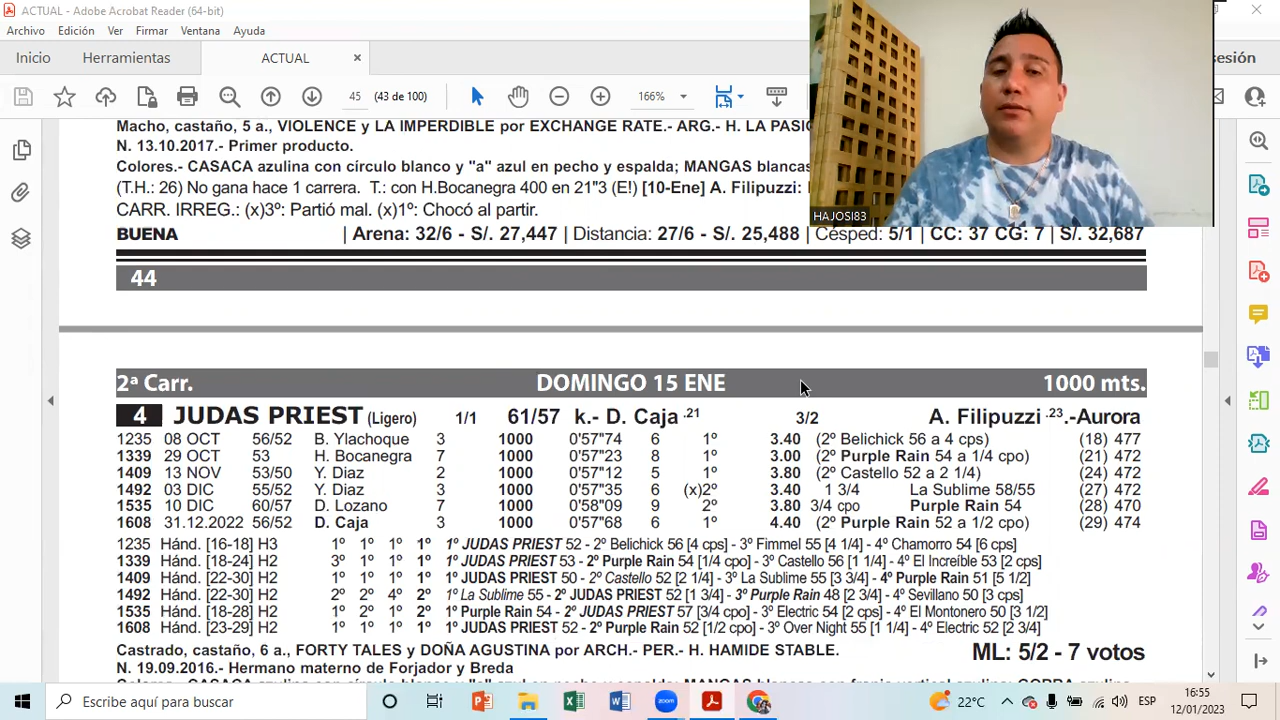 ACTUAL - Adobe Acrobat Reader (64-bit)
Archivo Edición Ver Firmar Ventana Ayuda
Inicio Herramientas ACTUAL × sesión
45 (43 de 100) 166%
Macho, castaño, 5 a., VIOLENCE y LA IMPERDIBLE por EXCHANGE RATE.- ARG.- H. LA
N. 13.10.2017.- Primer producto.
Colores.- CASACA azulina con círculo blanco y "a" azul en pecho y espalda; MANGAS blancas
(T.H.: 26) No gana hace 1 carrera. T.: con H.Bocanegra 400 en 21"3 (E!) [10-Ene] A. Filipuzzi:
CARR. IRREG.: (x)3º: Partió mal. (x)1º: Chocó al partir.
HAJOSI83
BUENA | Arena: 32/6 - S/. 27,447 | Distancia: 27/6 - S/. 25,488 | Césped: 5/1 | CC: 37 CG: 7 | S/. 32,687
44
2ª Carr. DOMINGO 15 ENE 1000 mts.
4 JUDAS PRIEST (Ligero) 1/1 61/57 k.- D. Caja .21 3/2 A. Filipuzzi .23.-Aurora
1235 08 OCT 56/52 B. Ylachoque 3 1000 0'57"74 6 1º 3.40 (2º Belichick 56 a 4 cps) (18) 477
1339 29 OCT 53 H. Bocanegra 7 1000 0'57"23 8 1º 3.00 (2º Purple Rain 54 a 1/4 cpo) (21) 472
1409 13 NOV 53/50 Y. Diaz 2 1000 0'57"12 5 1º 3.80 (2º Castello 52 a 2 1/4) (24) 472
1492 03 DIC 55/52 Y. Diaz 3 1000 0'57"35 6 (x)2º 3.40 1 3/4 La Sublime 58/55 (27) 472
1535 10 DIC 60/57 D. Lozano 7 1000 0'58"09 9 2º 3.80 3/4 cpo Purple Rain 54 (28) 470
1608 31.12.2022 56/52 D. Caja 3 1000 0'57"68 6 1º 4.40 (2º Purple Rain 52 a 1/2 cpo) (29) 474
1235 Hánd. [16-18] H3 1º 1º 1º 1º 1º JUDAS PRIEST 52 - 2º Belichick 56 [4 cps] - 3º Fimmel 55 [4 1/4] - 4º Chamorro 54 [6 cps]
1339 Hánd. [18-24] H2 3º 1º 1º 1º 1º JUDAS PRIEST 53 - 2º Purple Rain 54 [1/4 cpo] - 3º Castello 56 [1 1/4] - 4º El Increíble 53 [2 cps]
1409 Hánd. [22-30] H2 1º 1º 1º 1º 1º JUDAS PRIEST 50 - 2º Castello 52 [2 1/4] - 3º La Sublime 55 [3 3/4] - 4º Purple Rain 51 [5 1/2]
1492 Hánd. [22-30] H2 2º 2º 4º 2º 1º La Sublime 55 - 2º JUDAS PRIEST 52 [1 3/4] - 3º Purple Rain 48 [2 2/4] - 4º Sevillano 50 [3 cps]
1535 Hánd. [18-28] H2 1º 2º 1º 2º 1º Purple Rain 54 - 2º JUDAS PRIEST 57 [3/4 cpo] - 3º Electric 54 [2 cps] - 4º El Montonero 50 [3 1/2]
1608 Hánd. [23-29] H2 1º 1º 1º 1º 1º JUDAS PRIEST 52 - 2º Purple Rain 52 [1/2 cpo] - 3º Over Night 55 [1 1/4] - 4º Electric 52 [2 3/4]
Castrado, castaño, 6 a., FORTY TALES y DOÑA AGUSTINA por ARCH.- PER.- H. HAMIDE STABLE. ML: 5/2 - 7 votos
N. 19.09.2016.- Hermano materno de Forjador y Breda
Escribe aquí para buscar 22°C ESP 16:55
12/01/2023